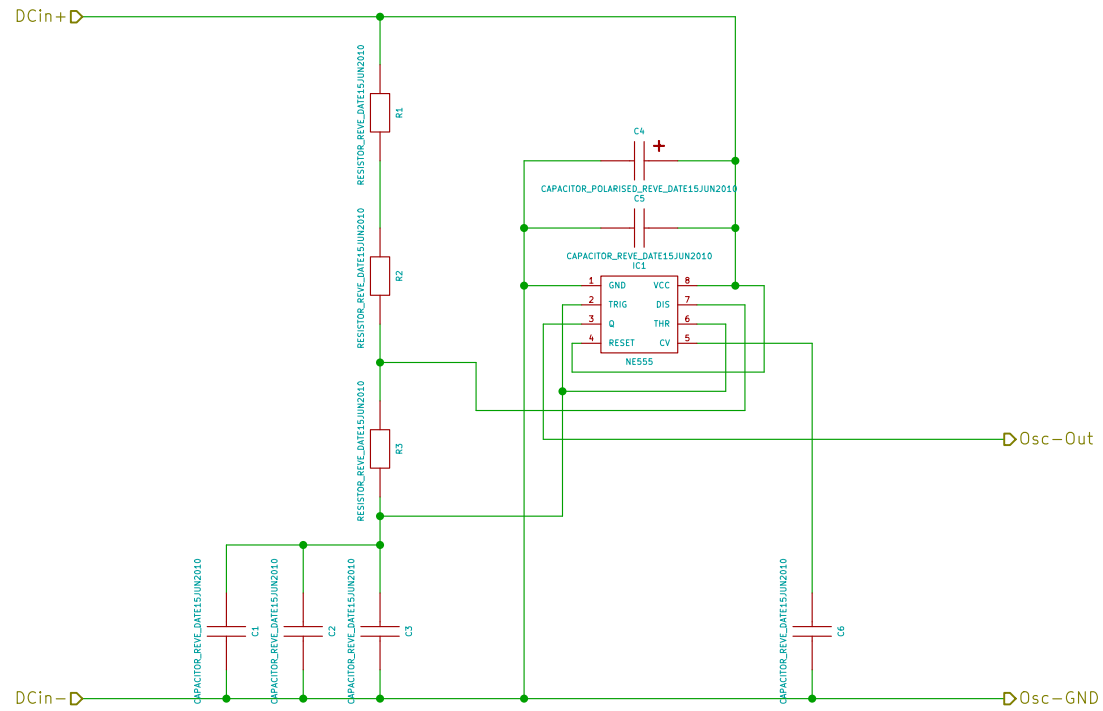 DCin+
RESISTOR_REVE_DATE15JUN2010
R1
C4
+
CAPACITOR_POLARISED_REVE_DATE15JUN2010
C5
RESISTOR_REVE_DATE15JUN2010
R2
CAPACITOR_REVE_DATE15JUN2010
IC1
1 GND VCC 8
2 TRIG DIS 7
3 Q THR 6
4 RESET CV 5
NE555
RESISTOR_REVE_DATE15JUN2010
R3
Osc-Out
CAPACITOR_REVE_DATE15JUN2010
C1
CAPACITOR_REVE_DATE15JUN2010
C2
CAPACITOR_REVE_DATE15JUN2010
C3
CAPACITOR_REVE_DATE15JUN2010
C6
DCin-
Osc-GND